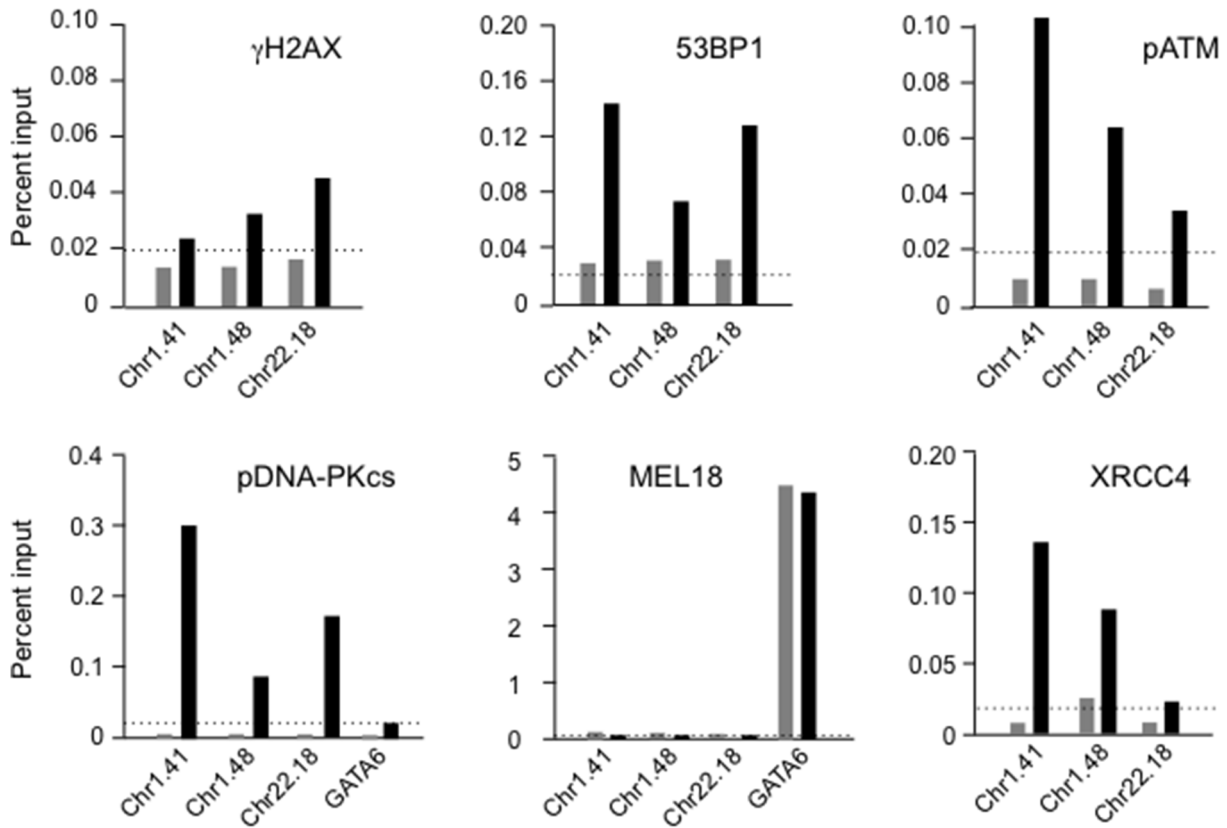 γH2AX
Percent input
0.10
0.08
0.06
0.04
0.02
0
Chr1.41
Chr1.48
Chr22.18
53BP1
0.20
0.16
0.12
0.08
0.04
0
Chr1.41
Chr1.48
Chr22.18
pATM
0.10
0.08
0.06
0.04
0.02
0
Chr1.41
Chr1.48
Chr22.18
pDNA-PKcs
Percent input
0.4
0.3
0.2
0.1
0
Chr1.41
Chr1.48
Chr22.18
GATA6
MEL18
5
4
3
2
1
0
Chr1.41
Chr1.48
Chr22.18
GATA6
XRCC4
0.20
0.15
0.10
0.05
0
Chr1.41
Chr1.48
Chr22.18